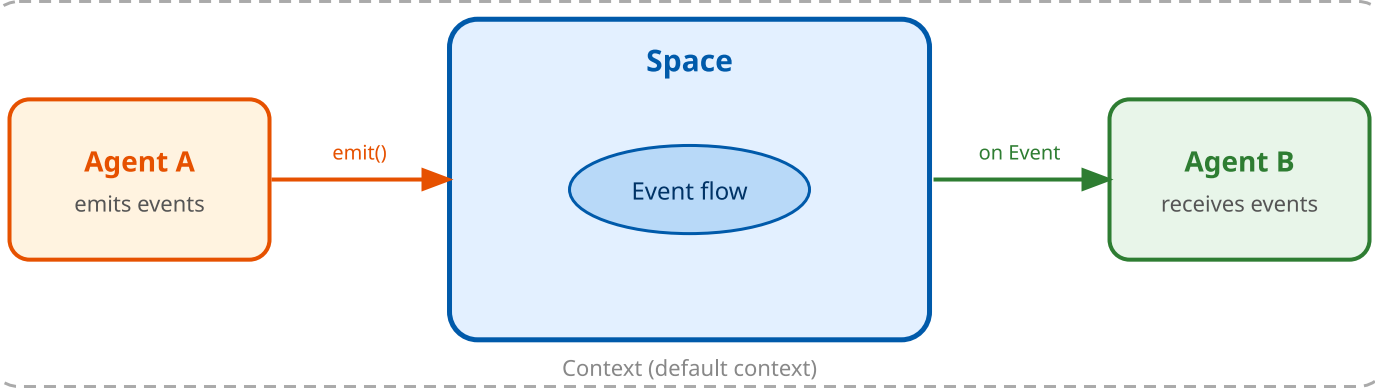 Space
Agent A
emits events
emit()
Event flow
on Event
Agent B
receives events
Context (default context)